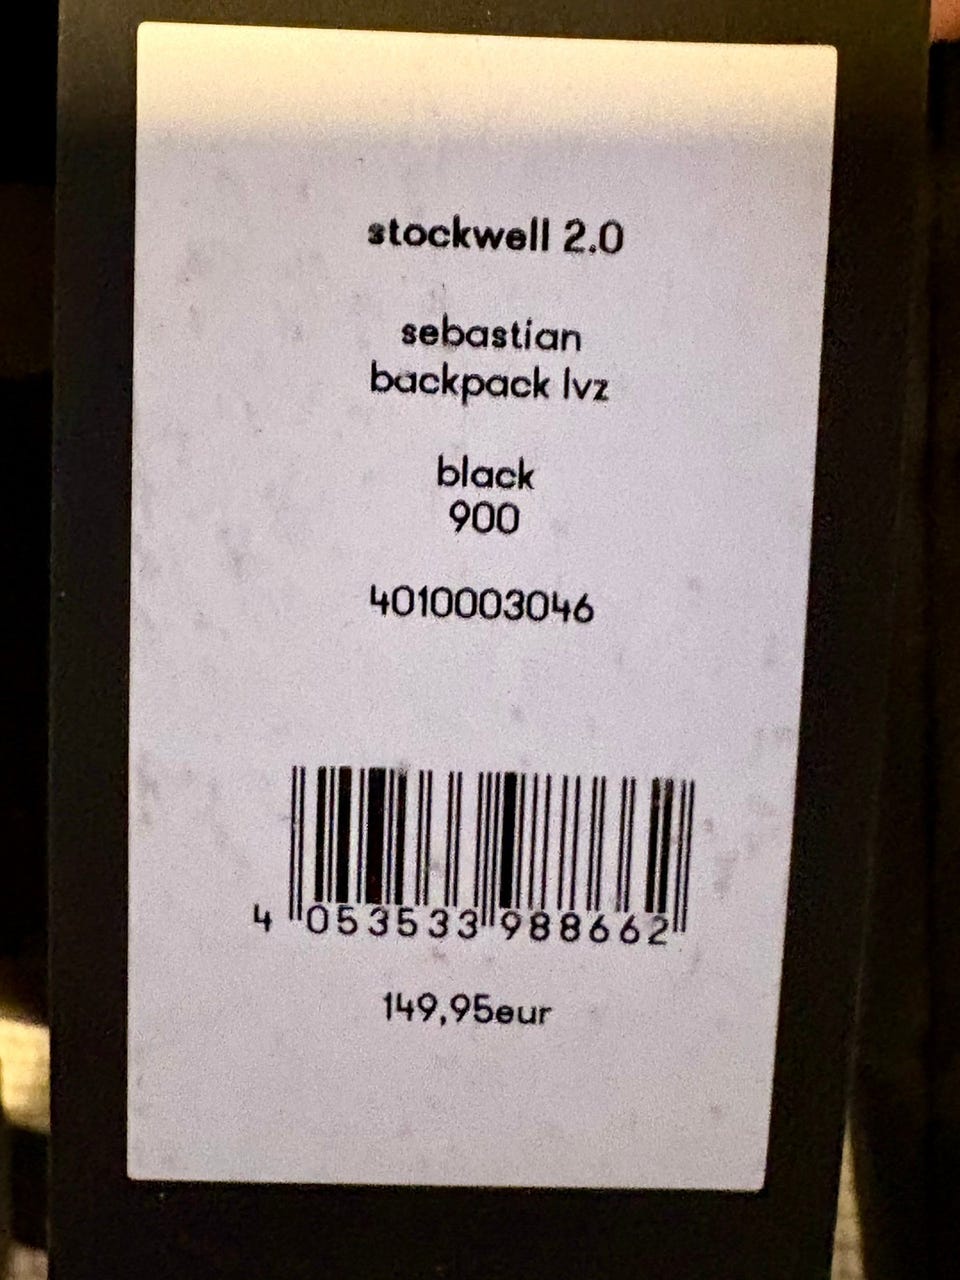 stockwell 2.0
sebastian
backpack lvz
black
900
4010003046
4 053533 988662
149,95eur